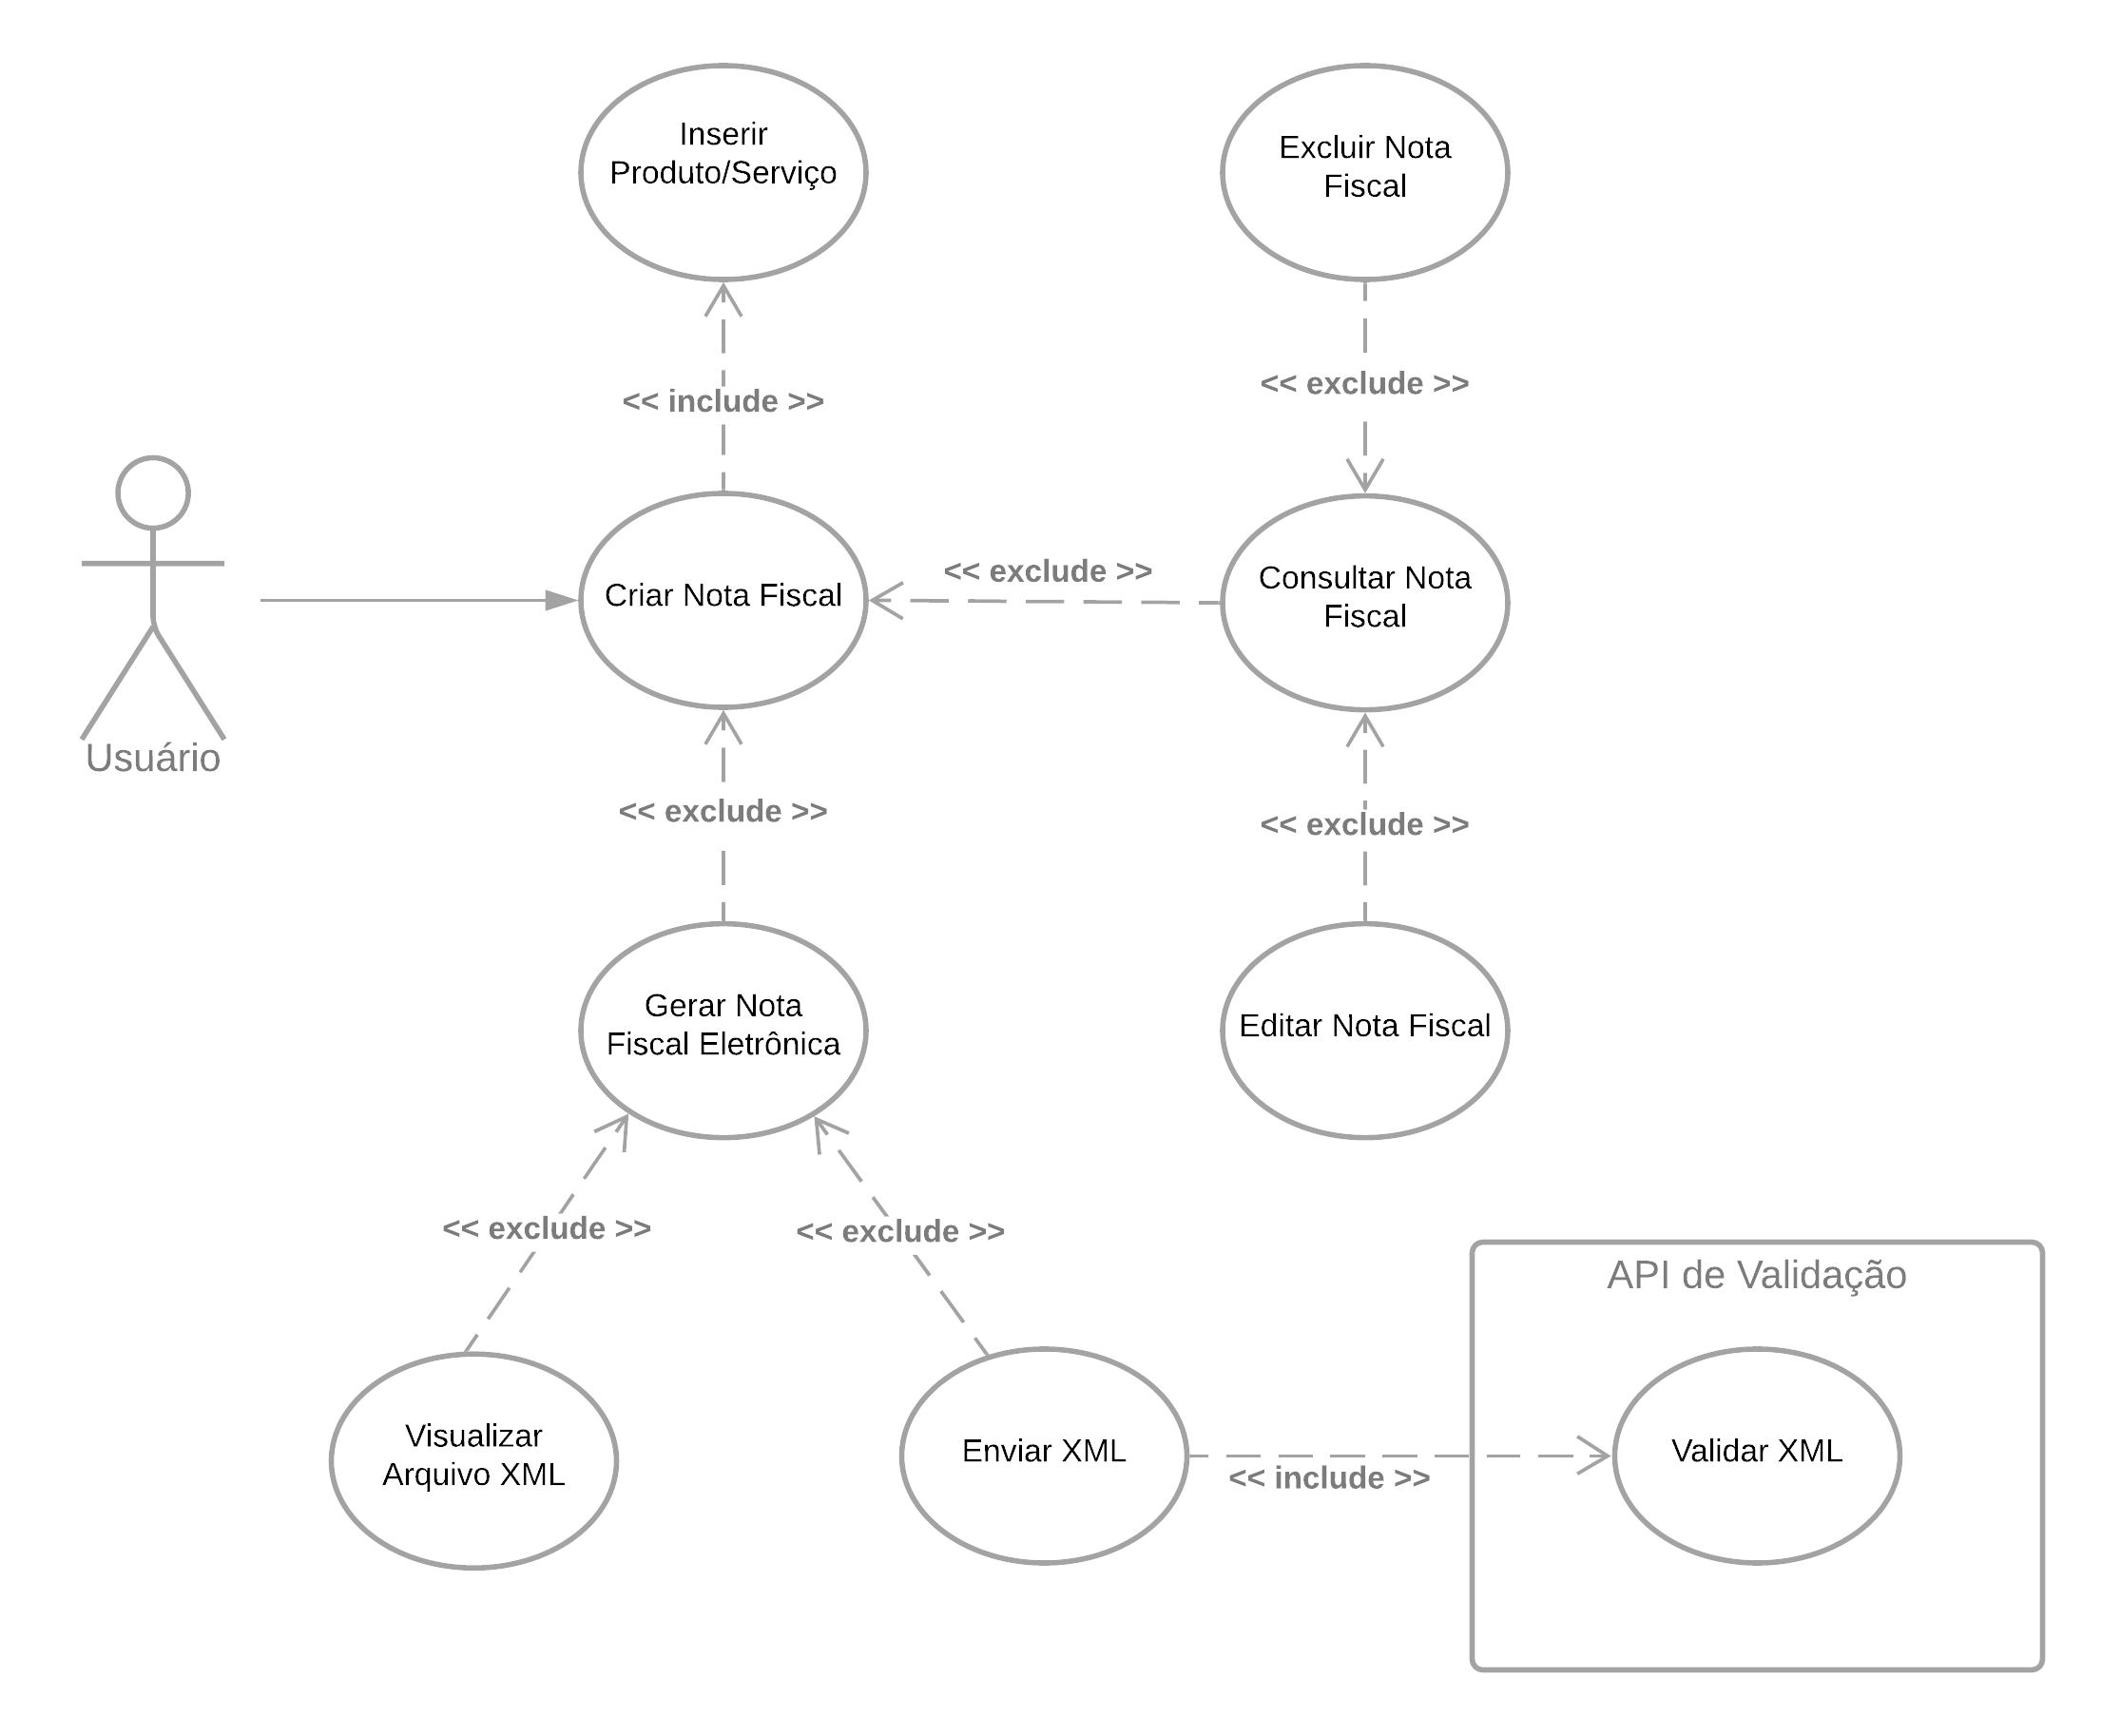 Inserir
Produto/Serviço
Excluir Nota
Fiscal
<< include >>
<< exclude >>
Usuário
Criar Nota Fiscal
<< exclude >>
Consultar Nota
Fiscal
<< exclude >>
<< exclude >>
Gerar Nota
Fiscal Eletrônica
Editar Nota Fiscal
<< exclude >>
<< exclude >>
API de Validação
Visualizar
Arquivo XML
Enviar XML
<< include >>
Validar XML